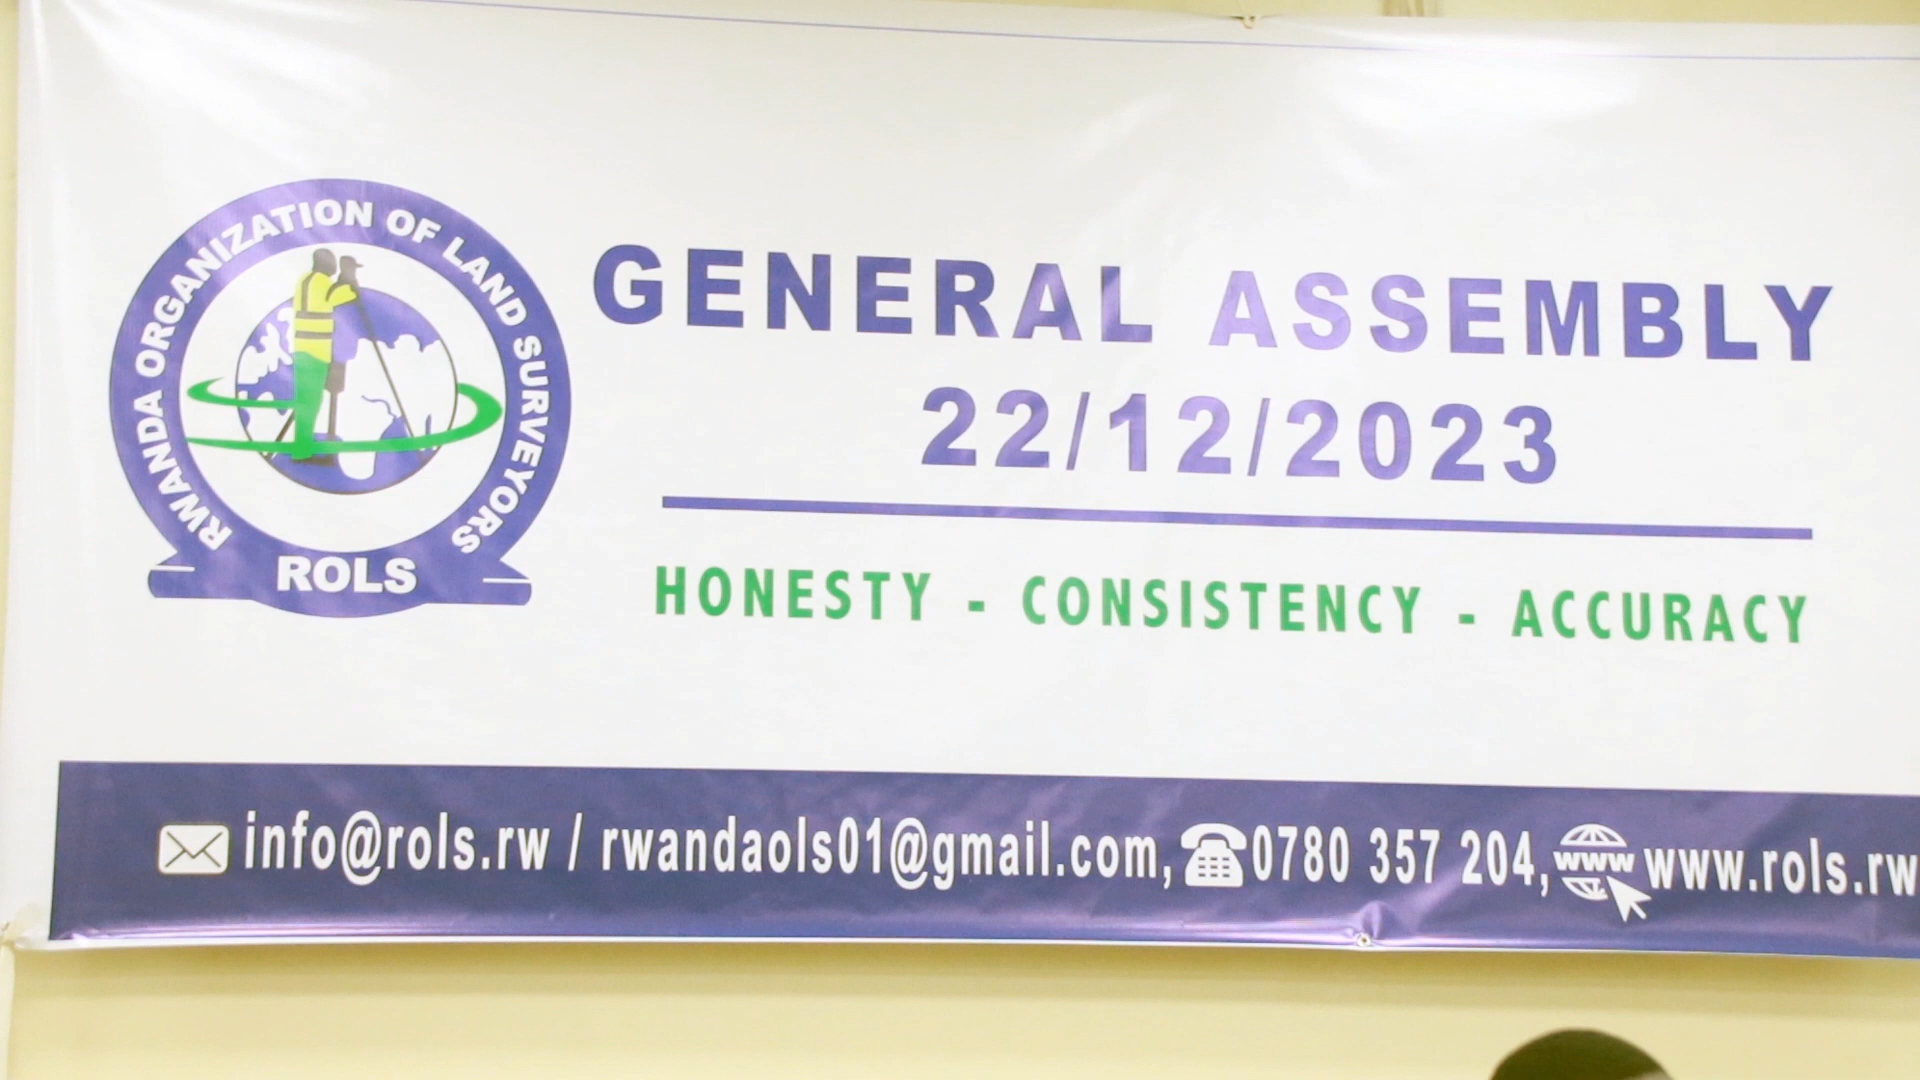 RWANDA ORGANIZATION OF LAND SURVEYORS
ROLS
GENERAL ASSEMBLY
22/12/2023
HONESTY - CONSISTENCY - ACCURACY
info@rols.rw / rwandaols01@gmail.com, 0780 357 204, www www.rols.rw